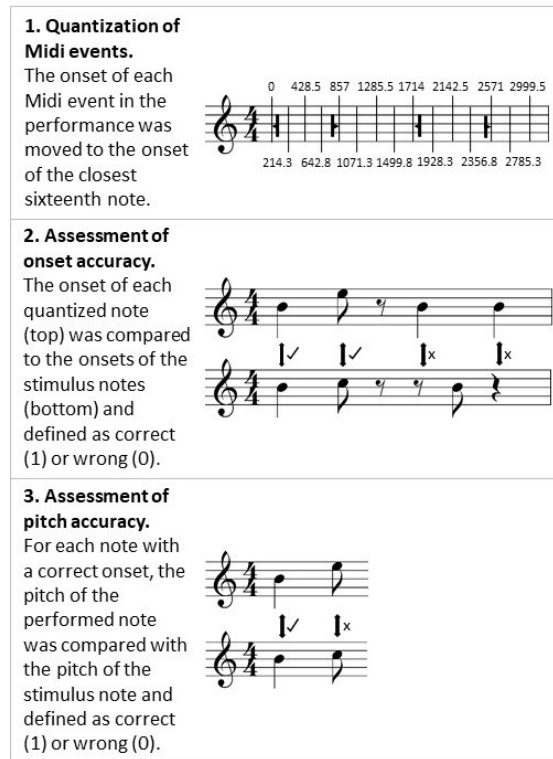 1. Quantization of
Midi events.
The onset of each
Midi event in the
performance was
moved to the onset
of the closest
sixteenth note.
0 428.5 857 1285.5 1714 2142.5 2571 2999.5
214.3 642.8 1071.3 1499.8 1928.3 2356.8 2785.3
2. Assessment of
onset accuracy.
The onset of each
quantized note
(top) was compared
to the onsets of the
stimulus notes
(bottom) and
defined as correct
(1) or wrong (0).
✓ ✓ x x
3. Assessment of
pitch accuracy.
For each note with
a correct onset, the
pitch of the
performed note
was compared with
the pitch of the
stimulus note and
defined as correct
(1) or wrong (0).
✓ x